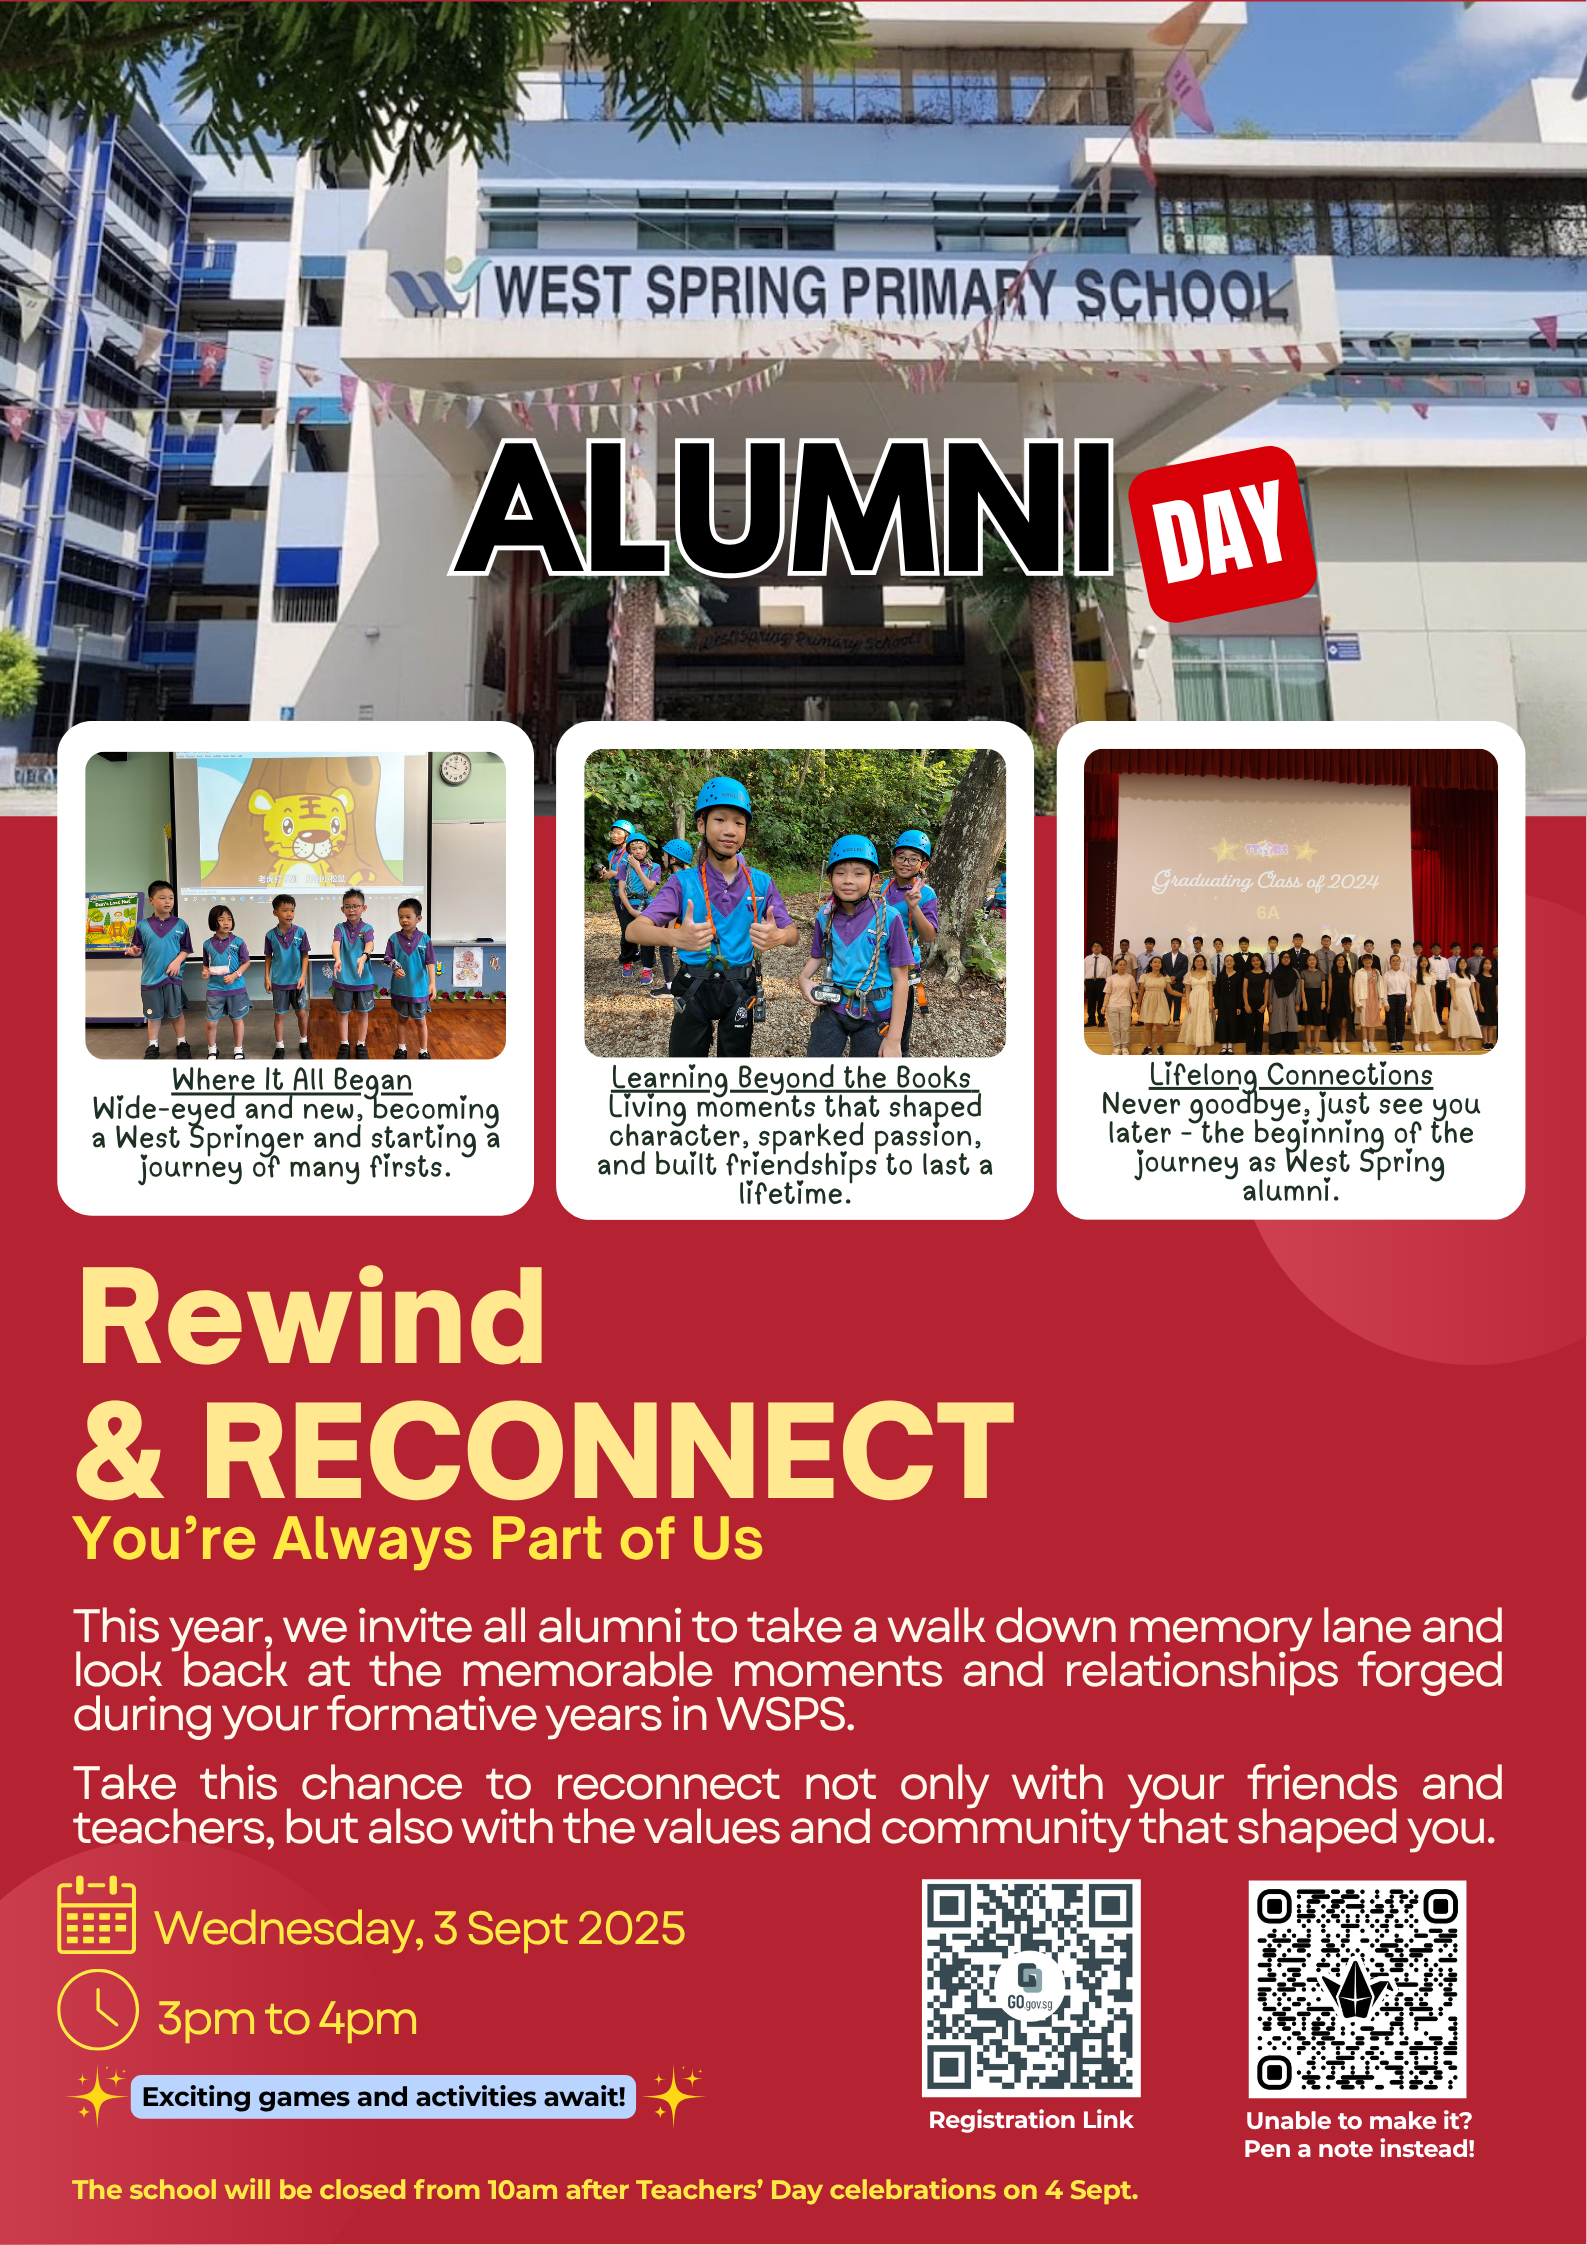 WEST SPRING PRIMARY SCHOOL
ALUMNI
DAY
West Spring Primary School
Graduating Class of 2024
6A
Where It All Began
Wide-eyed and new, becoming
a West Springer and starting a
journey of many firsts.
Learning Beyond the Books
Living moments that shaped
character, sparked passion,
and built friendships to last a
lifetime.
Lifelong Connections
Never goodbye, just see you
later - the beginning of the
journey as West Spring
alumni.
Rewind
& RECONNECT
You're Always Part of Us
This year, we invite all alumni to take a walk down memory lane and
look back at the memorable moments and relationships forged
during your formative years in WSPS.
Take this chance to reconnect not only with your friends and
teachers, but also with the values and community that shaped you.
Wednesday, 3 Sept 2025
3pm to 4pm
Exciting games and activities await!
GO.gov.sg
Registration Link
Unable to make it?
Pen a note instead!
The school will be closed from 10am after Teachers' Day celebrations on 4 Sept.